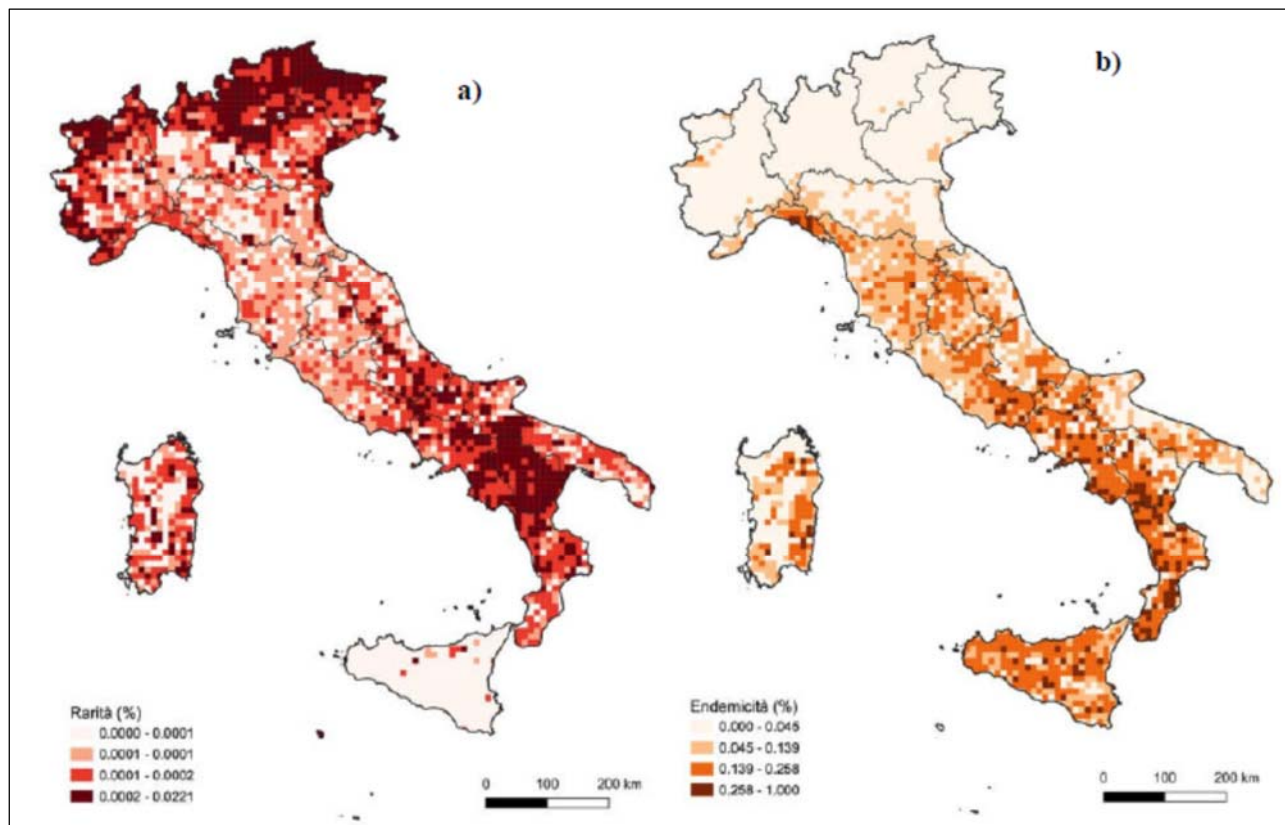 a)
b)
Rarità (%)
0.0000 - 0.0001
0.0001 - 0.0001
0.0001 - 0.0002
0.0002 - 0.0221
0 100 200 km
Endemicità (%)
0.000 - 0.045
0.045 - 0.139
0.139 - 0.258
0.258 - 1.000
0 100 200 km